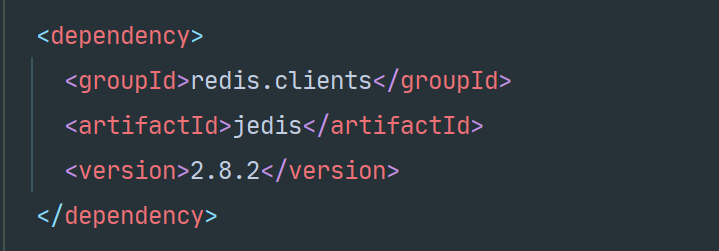 <dependency>
<groupId>redis.clients</groupId>
<artifactId>jedis</artifactId>
<version>2.8.2</version>
</dependency>